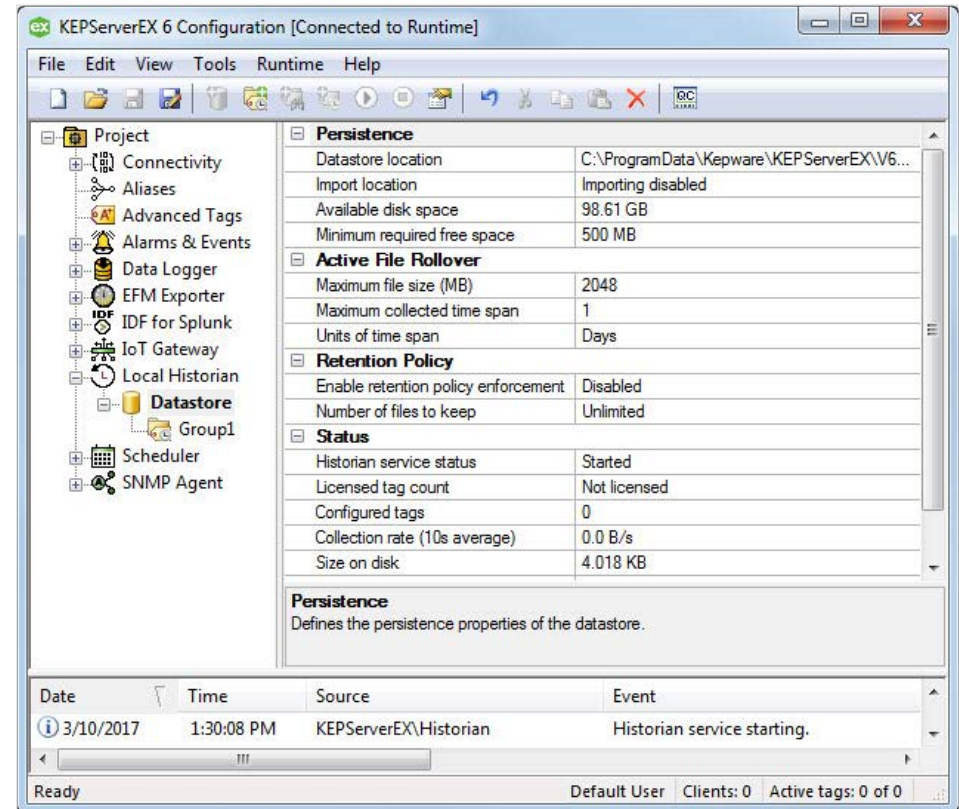 ex KEPServerEX 6 Configuration [Connected to Runtime]
File Edit View Tools Runtime Help
QC
Project
Connectivity
Aliases
A+ Advanced Tags
Alarms & Events
Data Logger
EFM Exporter
IDF IDF for Splunk
IoT Gateway
Local Historian
Datastore
Group1
Scheduler
SNMP Agent
Persistence
Datastore location C:\ProgramData\Kepware\KEPServerEX\V6...
Import location Importing disabled
Available disk space 98.61 GB
Minimum required free space 500 MB
Active File Rollover
Maximum file size (MB) 2048
Maximum collected time span 1
Units of time span Days
Retention Policy
Enable retention policy enforcement Disabled
Number of files to keep Unlimited
Status
Historian service status Started
Licensed tag count Not licensed
Configured tags 0
Collection rate (10s average) 0.0 B/s
Size on disk 4.018 KB
Persistence
Defines the persistence properties of the datastore.
Date Time Source Event
3/10/2017 1:30:08 PM KEPServerEX\Historian Historian service starting.
Ready Default User Clients: 0 Active tags: 0 of 0